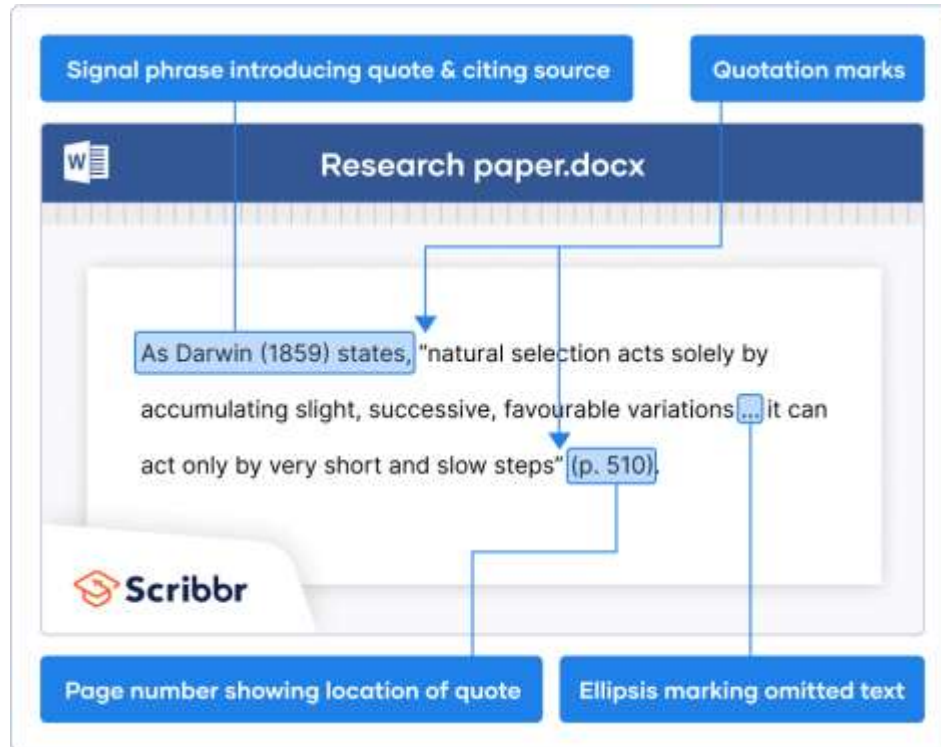 Signal phrase introducing quote & citing source
Quotation marks
W
Research paper.docx
As Darwin (1859) states, "natural selection acts solely by
accumulating slight, successive, favourable variations ... it can
act only by very short and slow steps" (p. 510).
Scribbr
Page number showing location of quote
Ellipsis marking omitted text